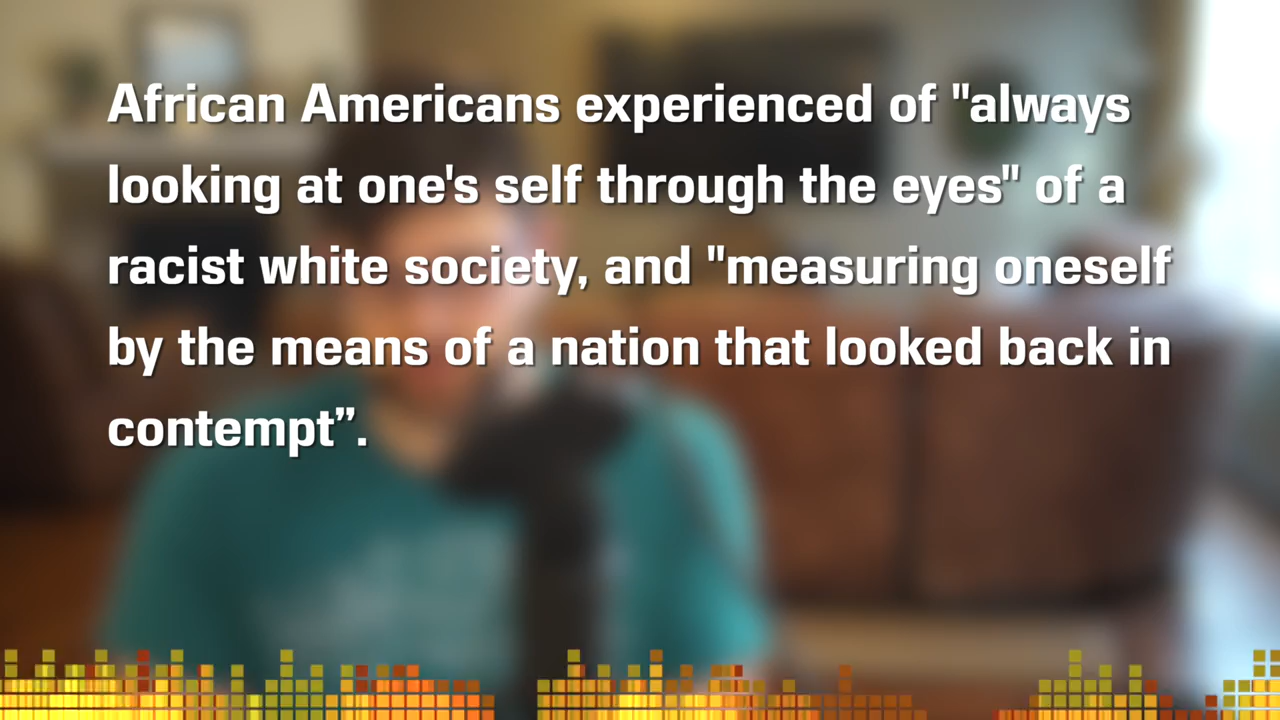 African Americans experienced of "always
looking at one's self through the eyes" of a
racist white society, and "measuring oneself
by the means of a nation that looked back in
contempt”.